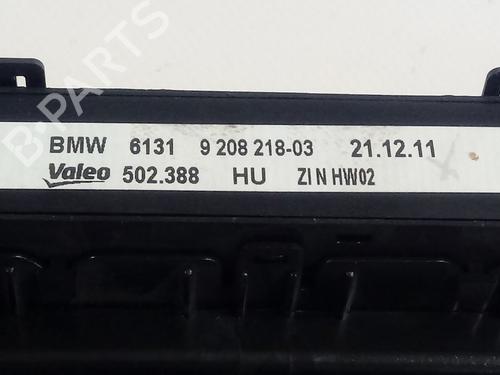 B-PARTS
BMW 6131 9 208 218-03 21.12.11
Valeo 502.388 HU ZI N HW02